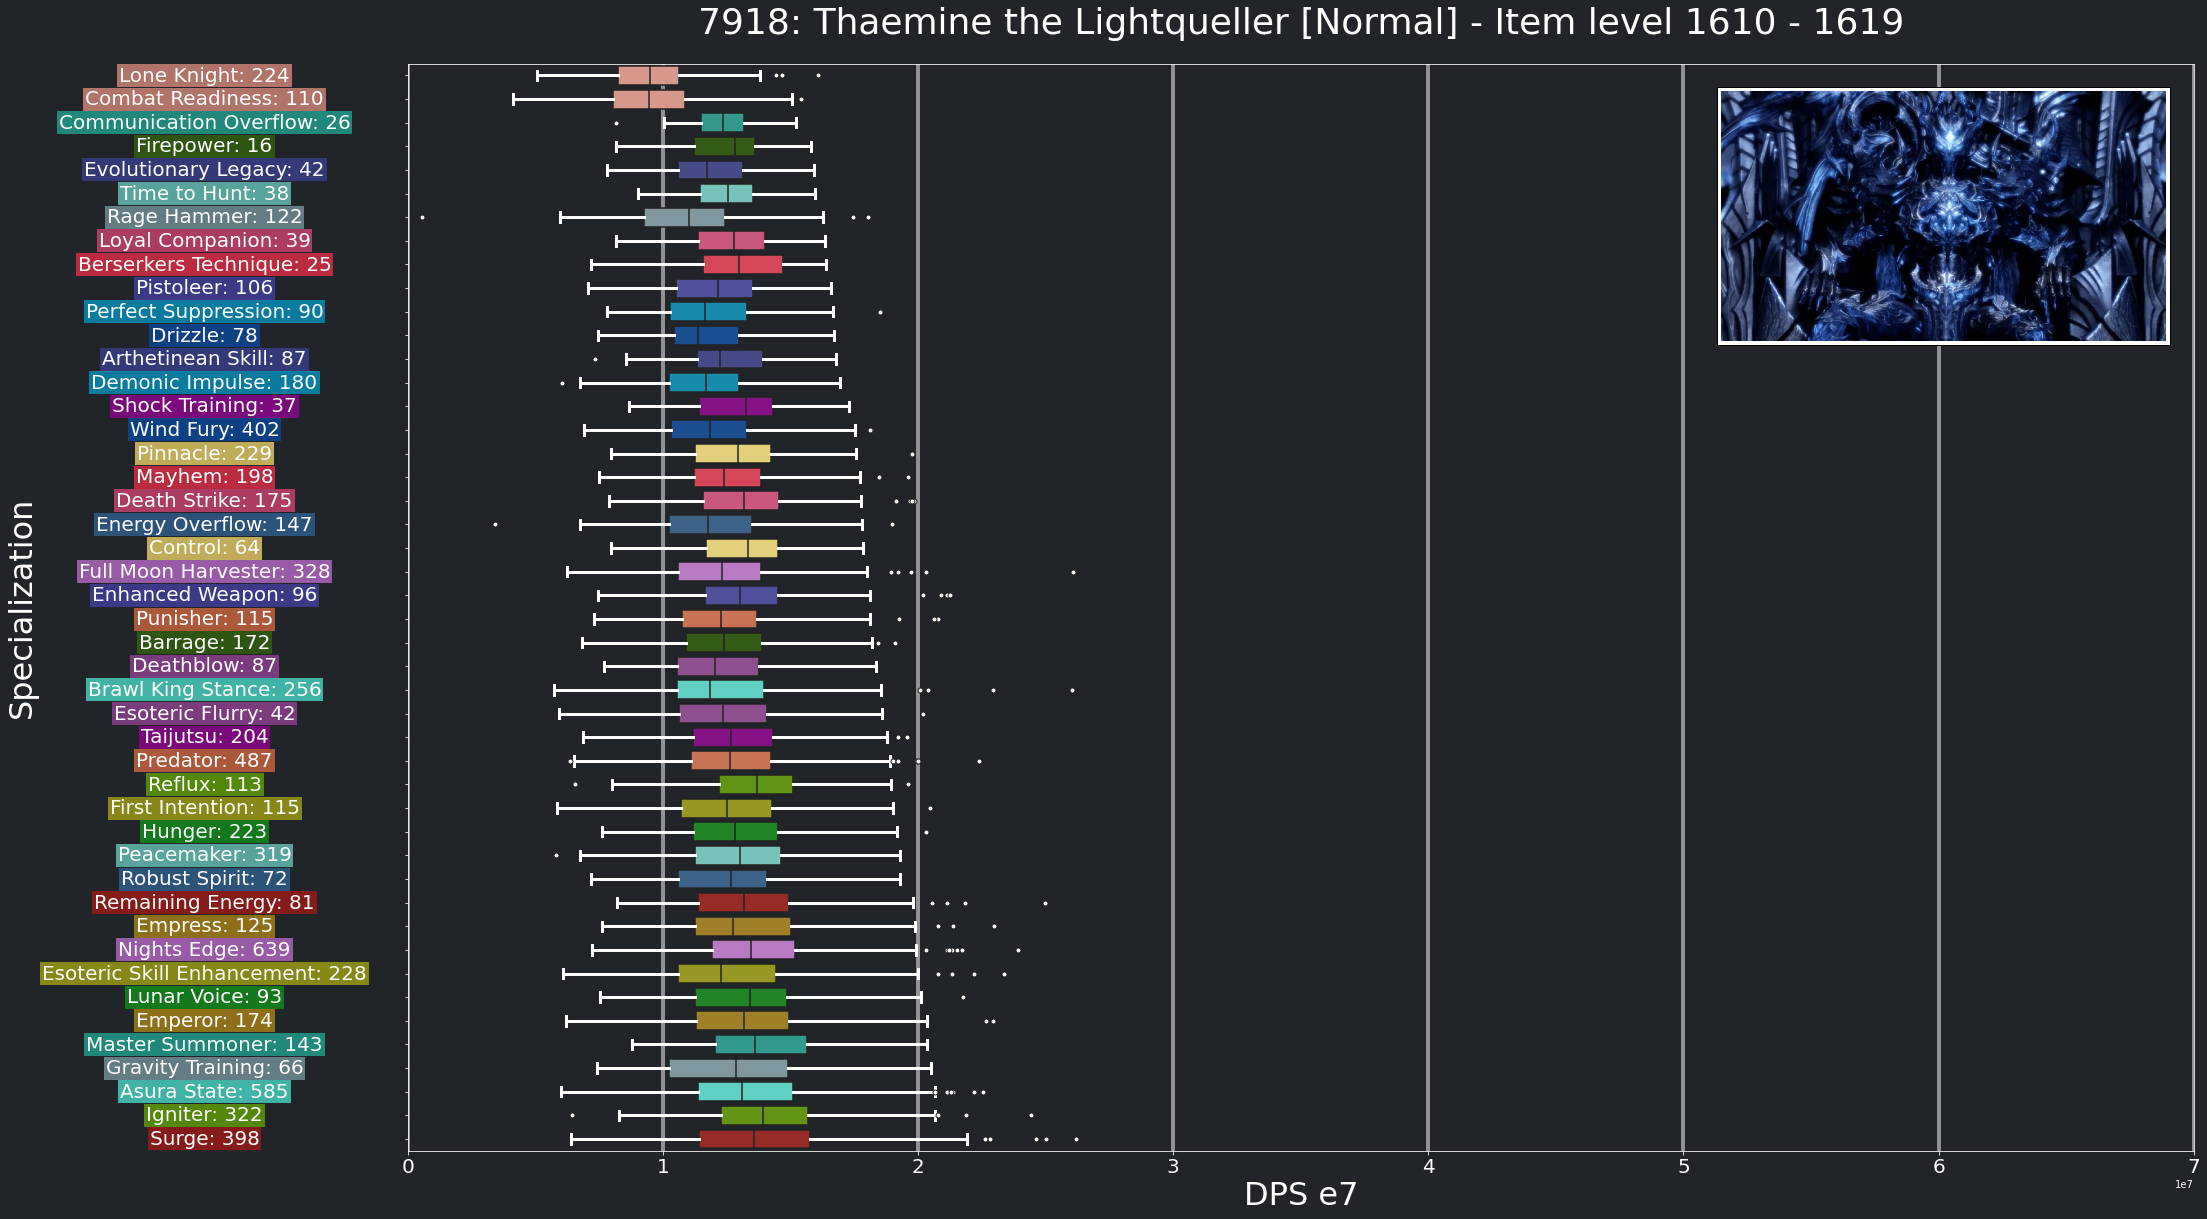 7918: Thaemine the Lightqueller [Normal] - Item level 1610 - 1619
Specialization
Lone Knight: 224
Combat Readiness: 110
Communication Overflow: 26
Firepower: 16
Evolutionary Legacy: 42
Time to Hunt: 38
Rage Hammer: 122
Loyal Companion: 39
Berserkers Technique: 25
Pistoleer: 106
Perfect Suppression: 90
Drizzle: 78
Arthetinean Skill: 87
Demonic Impulse: 180
Shock Training: 37
Wind Fury: 402
Pinnacle: 229
Mayhem: 198
Death Strike: 175
Energy Overflow: 147
Control: 64
Full Moon Harvester: 328
Enhanced Weapon: 96
Punisher: 115
Barrage: 172
Deathblow: 87
Brawl King Stance: 256
Esoteric Flurry: 42
Taijutsu: 204
Predator: 487
Reflux: 113
First Intention: 115
Hunger: 223
Peacemaker: 319
Robust Spirit: 72
Remaining Energy: 81
Empress: 125
Nights Edge: 639
Esoteric Skill Enhancement: 228
Lunar Voice: 93
Emperor: 174
Master Summoner: 143
Gravity Training: 66
Asura State: 585
Igniter: 322
Surge: 398
0 1 2 3 4 5 6 7
1e7
DPS e7